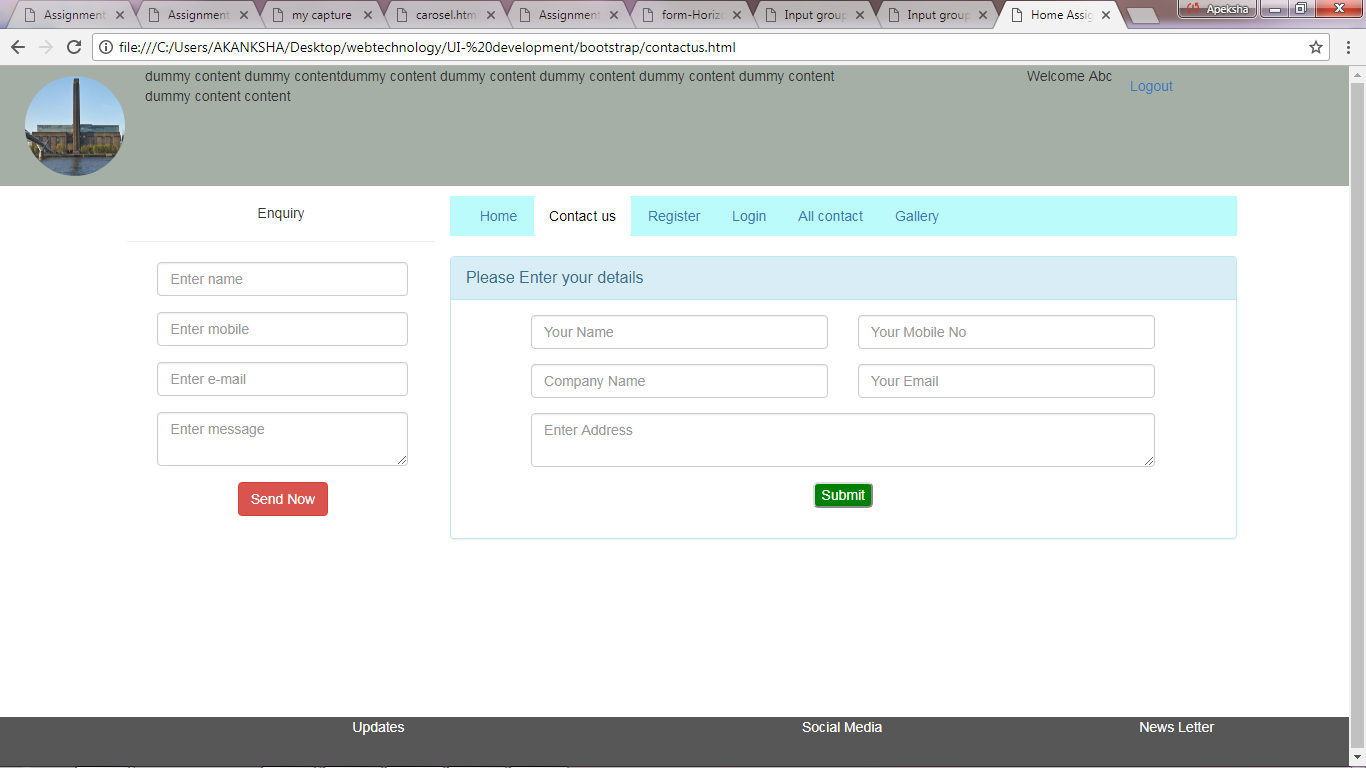 Assignment
Assignment
my capture
carosel.htm
Assignment
form-Horizo
Input group
Input group
Home Assig
Apeksha
file:///C:/Users/AKANKSHA/Desktop/webtechnology/UI-%20development/bootstrap/contactus.html
dummy content dummy contentdummy content dummy content dummy content dummy content dummy content
dummy content content
Welcome Abc
Logout
Enquiry
Home
Contact us
Register
Login
All contact
Gallery
Enter name
Enter mobile
Enter e-mail
Enter message
Send Now
Please Enter your details
Your Name
Your Mobile No
Company Name
Your Email
Enter Address
Submit
Updates
Social Media
News Letter